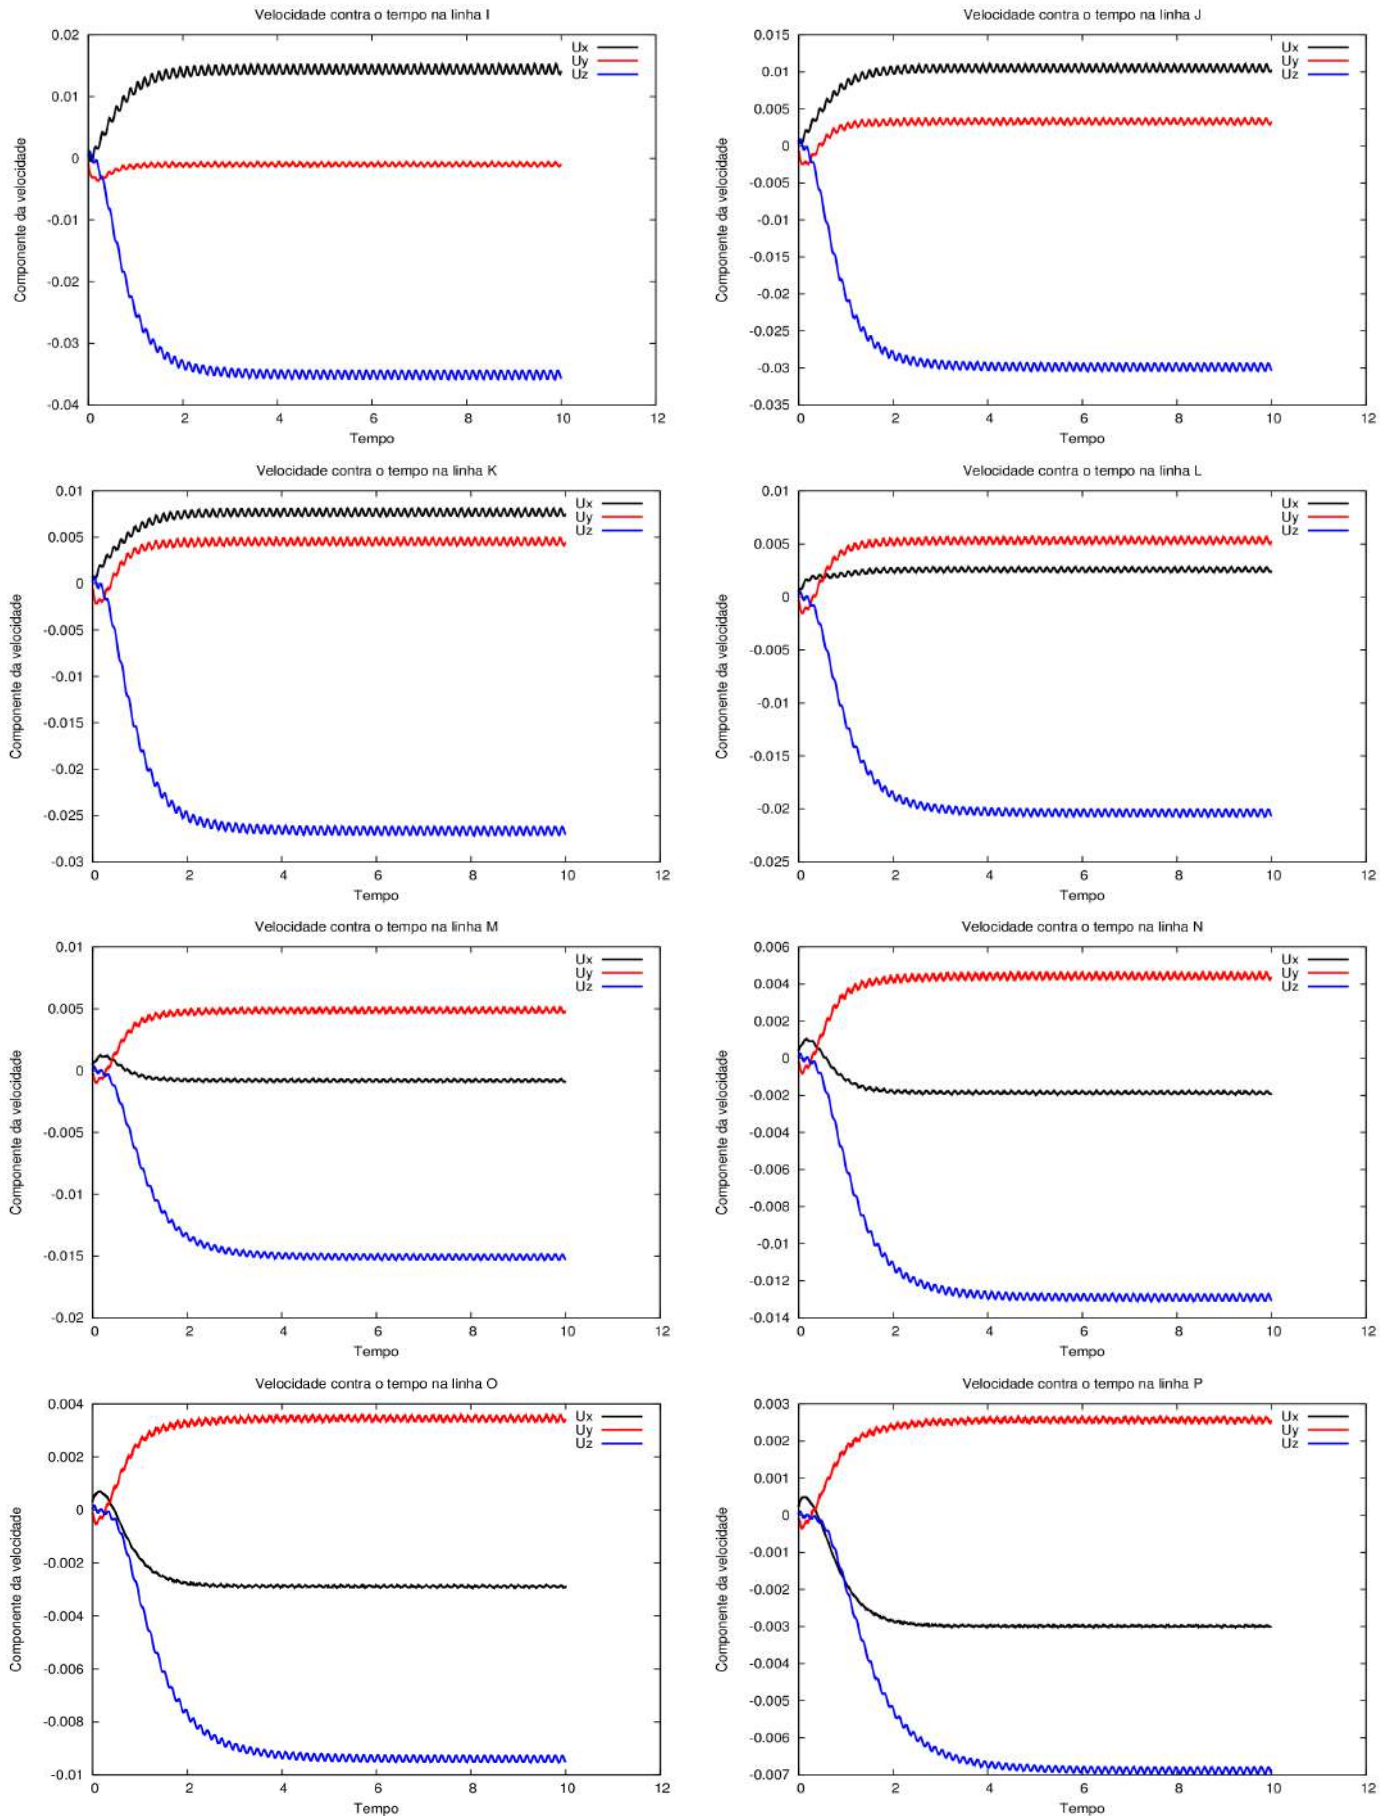 Velocidade contra o tempo na linha I
0.02
0.01
0
-0.01
-0.02
-0.03
-0.04
0 2 4 6 8 10 12
Componente da velocidade
Tempo
Ux
Uy
Uz
Velocidade contra o tempo na linha J
0.015
0.01
0.005
0
-0.005
-0.01
-0.015
-0.02
-0.025
-0.03
-0.035
0 2 4 6 8 10 12
Componente da velocidade
Tempo
Ux
Uy
Uz
Velocidade contra o tempo na linha K
0.01
0.005
0
-0.005
-0.01
-0.015
-0.02
-0.025
-0.03
0 2 4 6 8 10 12
Componente da velocidade
Tempo
Ux
Uy
Uz
Velocidade contra o tempo na linha L
0.01
0.005
0
-0.005
-0.01
-0.015
-0.02
-0.025
0 2 4 6 8 10 12
Componente da velocidade
Tempo
Ux
Uy
Uz
Velocidade contra o tempo na linha M
0.01
0.005
0
-0.005
-0.01
-0.015
-0.02
0 2 4 6 8 10 12
Componente da velocidade
Tempo
Ux
Uy
Uz
Velocidade contra o tempo na linha N
0.006
0.004
0.002
0
-0.002
-0.004
-0.006
-0.008
-0.01
-0.012
-0.014
0 2 4 6 8 10 12
Componente da velocidade
Tempo
Ux
Uy
Uz
Velocidade contra o tempo na linha O
0.004
0.002
0
-0.002
-0.004
-0.006
-0.008
-0.01
0 2 4 6 8 10 12
Componente da velocidade
Tempo
Ux
Uy
Uz
Velocidade contra o tempo na linha P
0.003
0.002
0.001
0
-0.001
-0.002
-0.003
-0.004
-0.005
-0.006
-0.007
0 2 4 6 8 10 12
Componente da velocidade
Tempo
Ux
Uy
Uz